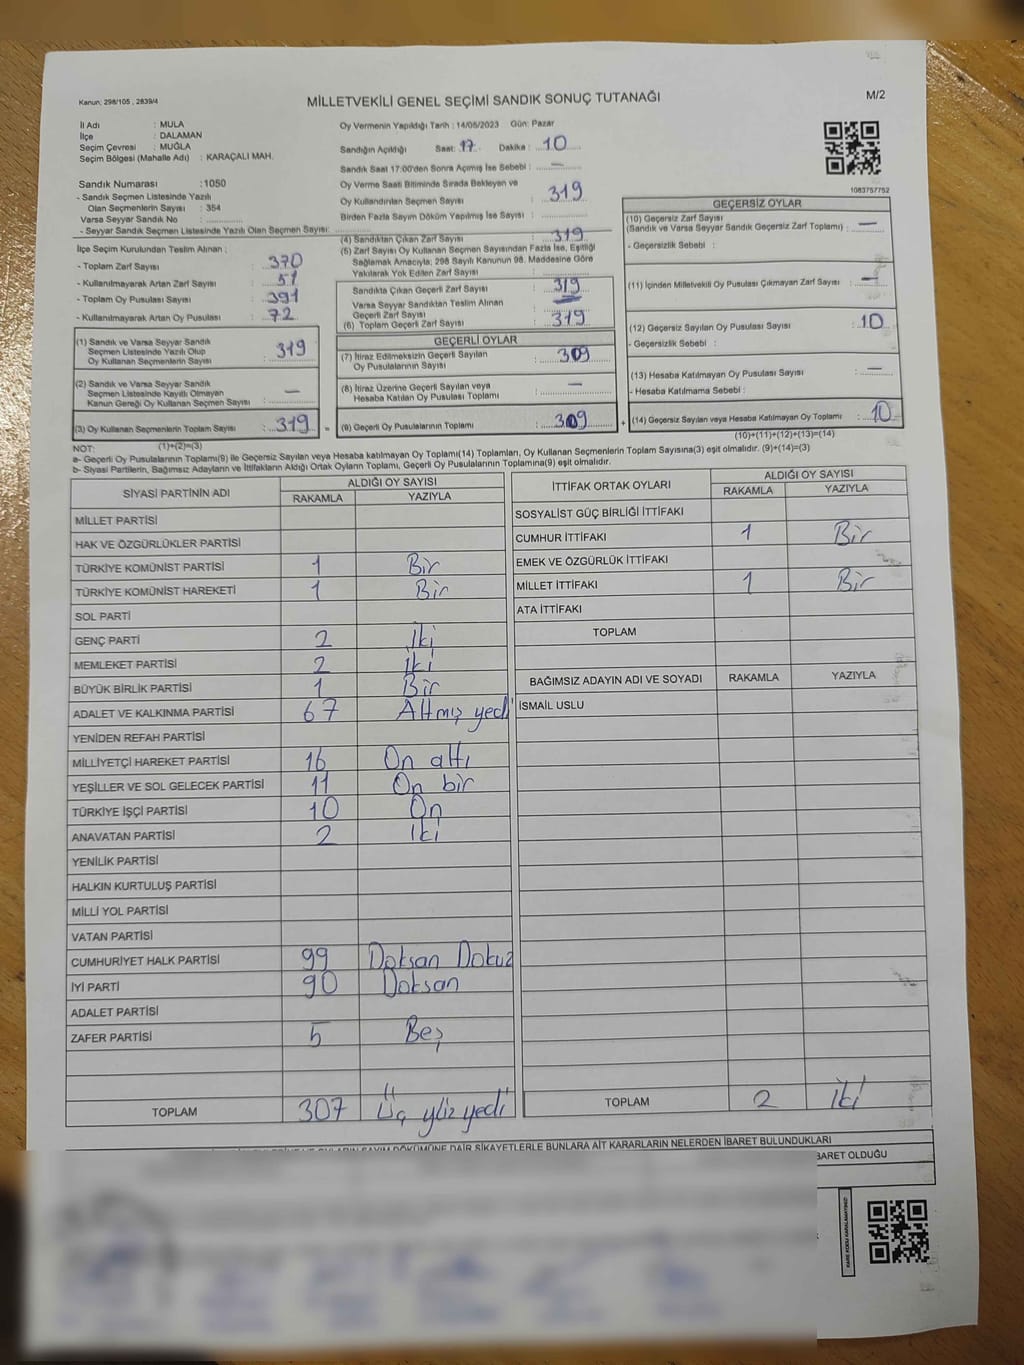 Kanun: 298/105 , 2839/4
MİLLETVEKİLİ GENEL SEÇİMİ SANDIK SONUÇ TUTANAĞI
M/2
İl Adı : MULA
İlçe : DALAMAN
Seçim Çevresi : MUĞLA
Seçim Bölgesi (Mahalle Adı) : KARAÇALI MAH.
Sandık Numarası :1050
- Sandık Seçmen Listesinde Yazılı
Olan Seçmenlerin Sayısı : 354
Varsa Seyyar Sandık No :
- Seyyar Sandık Seçmen Listesinde Yazılı Olan Seçmen Sayısı:
Oy Vermenin Yapıldığı Tarih : 14/05/2023 Gün: Pazar
Sandığın Açıldığı Saat: 17 Dakika : 10
Sandık Saat 17:00'den Sonra Açımış İse Sebebi : —
Oy Verme Saati Bitiminde Sırada Bekleyen ve
Oy Kullandırılan Seçmen Sayısı : 319
Birden Fazla Sayım Döküm Yapılmış İse Sayısı :
1083757752
İlçe Seçim Kurulundan Teslim Alınan ;
- Toplam Zarf Sayısı : 370
- Kullanılmayarak Artan Zarf Sayısı : 51
- Toplam Oy Pusulası Sayısı : 391
- Kullanılmayarak Artan Oy Pusulası : 72
(1) Sandık ve Varsa Seyyar Sandık
Seçmen Listesinde Yazılı Olup
Oy Kullanan Seçmenlerin Sayısı : 319
(2) Sandık ve Varsa Seyyar Sandık
Seçmen Listesinde Kayıtlı Olmayan
Kanun Gereği Oy Kullanan Seçmen Sayısı : —
(3) Oy Kullanan Seçmenlerin Toplam Sayısı : 319
(1)+(2)=(3)
(4) Sandıktan Çıkan Zarf Sayısı : 319
(5) Zarf Sayısı Oy Kullanan Seçmen Sayısından Fazla İse, Eşitliği
Sağlamak Amacıyla; 298 Sayılı Kanunun 98. Maddesine Göre
Yakılarak Yok Edilen Zarf Sayısı :
Sandıkta Çıkan Geçerli Zarf Sayısı : 319
Varsa Seyyar Sandıktan Teslim Alınan
Geçerli Zarf Sayısı :
(6) Toplam Geçerli Zarf Sayısı : 319
GEÇERLİ OYLAR
(7) İtiraz Edilmeksizin Geçerli Sayılan
Oy Pusulalarının Sayısı : 309
(8) İtiraz Üzerine Geçerli Sayılan veya
Hesaba Katılan Oy Pusulası Toplamı : —
(9) Geçerli Oy Pusulalarının Toplamı : 309
GEÇERSİZ OYLAR
(10) Geçersiz Zarf Sayısı
(Sandık ve Varsa Seyyar Sandık Geçersiz Zarf Toplamı) : —
- Geçersizlik Sebebi :
(11) İçinden Milletvekili Oy Pusulası Çıkmayan Zarf Sayısı : —
(12) Geçersiz Sayılan Oy Pusulası Sayısı : 10
- Geçersizlik Sebebi :
(13) Hesaba Katılmayan Oy Pusulası Sayısı : —
- Hesaba Katılmama Sebebi :
(14) Geçersiz Sayılan veya Hesaba Katılmayan Oy Toplamı : 10
(10)+(11)+(12)+(13)=(14)
NOT:
a- Geçerli Oy Pusulalarının Toplamı(9) ile Geçersiz Sayılan veya Hesaba katılmayan Oy Toplamı(14) Toplamları, Oy Kullanan Seçmenlerin Toplam Sayısına(3) eşit olmalıdır. (9)+(14)=(3)
b- Siyasi Partilerin, Bağımsız Adayların ve İttifakların Aldığı Ortak Oyların Toplamı, Geçerli Oy Pusulalarının Toplamına(9) eşit olmalıdır.
SİYASİ PARTİNİN ADI ALDIĞI OY SAYISI
RAKAMLA YAZIYLA
MİLLET PARTİSİ
HAK VE ÖZGÜRLÜKLER PARTİSİ
TÜRKİYE KOMÜNİST PARTİSİ 1 Bir
TÜRKİYE KOMÜNİST HAREKETİ 1 Bir
SOL PARTİ
GENÇ PARTİ 2 İki
MEMLEKET PARTİSİ 2 İki
BÜYÜK BİRLİK PARTİSİ 1 Bir
ADALET VE KALKINMA PARTİSİ 67 Altmış yedi
YENİDEN REFAH PARTİSİ
MİLLİYETÇİ HAREKET PARTİSİ 16 On altı
YEŞİLLER VE SOL GELECEK PARTİSİ 11 On bir
TÜRKİYE İŞÇİ PARTİSİ 10 On
ANAVATAN PARTİSİ 2 İki
YENİLİK PARTİSİ
HALKIN KURTULUŞ PARTİSİ
MİLLİ YOL PARTİSİ
VATAN PARTİSİ
CUMHURİYET HALK PARTİSİ 99 Doksan Dokuz
İYİ PARTİ 90 Doksan
ADALET PARTİSİ
ZAFER PARTİSİ 5 Beş
TOPLAM 307 Üç yüz yedi
İTTİFAK ORTAK OYLARI ALDIĞI OY SAYISI
RAKAMLA YAZIYLA
SOSYALİST GÜÇ BİRLİĞİ İTTİFAKI
CUMHUR İTTİFAKI 1 Bir
EMEK VE ÖZGÜRLÜK İTTİFAKI
MİLLET İTTİFAKI 1 Bir
ATA İTTİFAKI
TOPLAM
BAĞIMSIZ ADAYIN ADI VE SOYADI RAKAMLA YAZIYLA
İSMAİL USLU
TOPLAM 2 İki
DÖKÜMÜNE DAİR ŞİKAYETLERLE BUNLARA AİT KARARLARIN NELERDEN İBARET BULUNDUKLARI
İBARET OLDUĞU